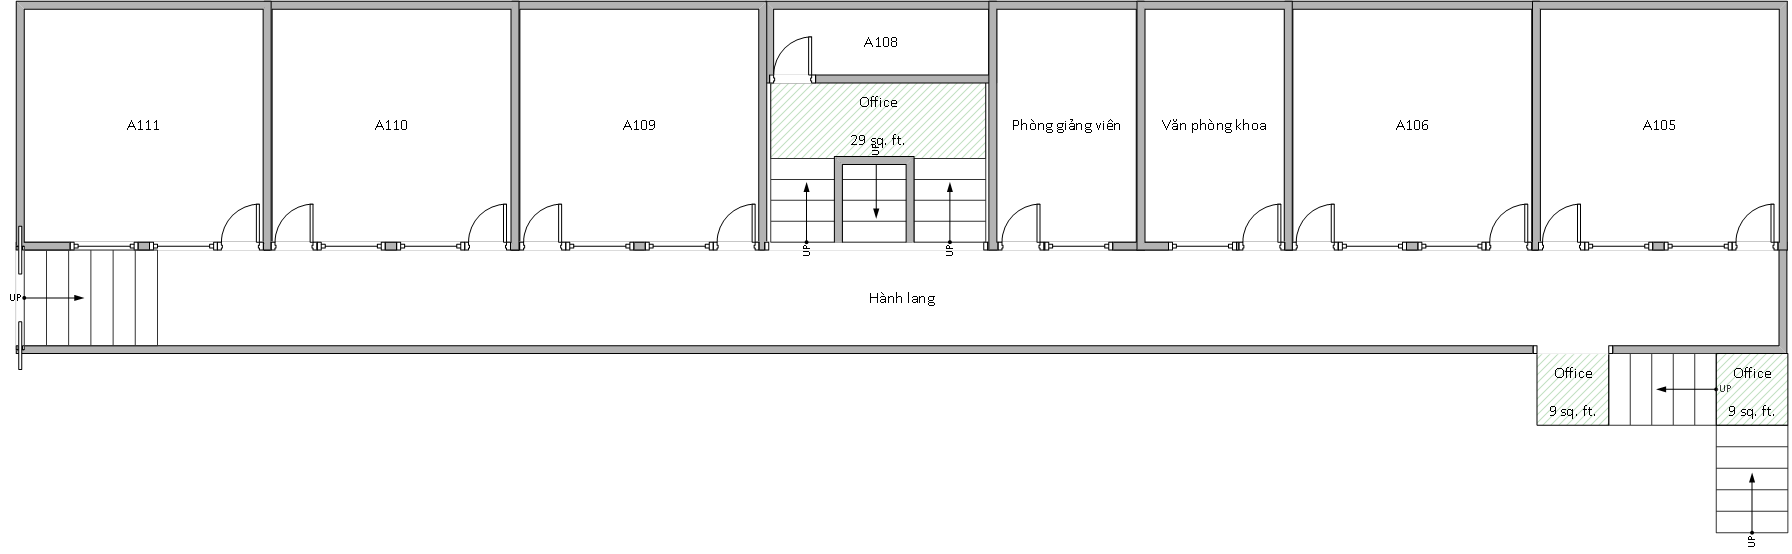 A108
Office
A111
A110
A109
Phòng giảng viên
Văn phòng khoa
A106
A105
29 sq. ft.
UP
UP
UP
UP
Hành lang
Office
Office
UP
9 sq. ft.
9 sq. ft.
UP